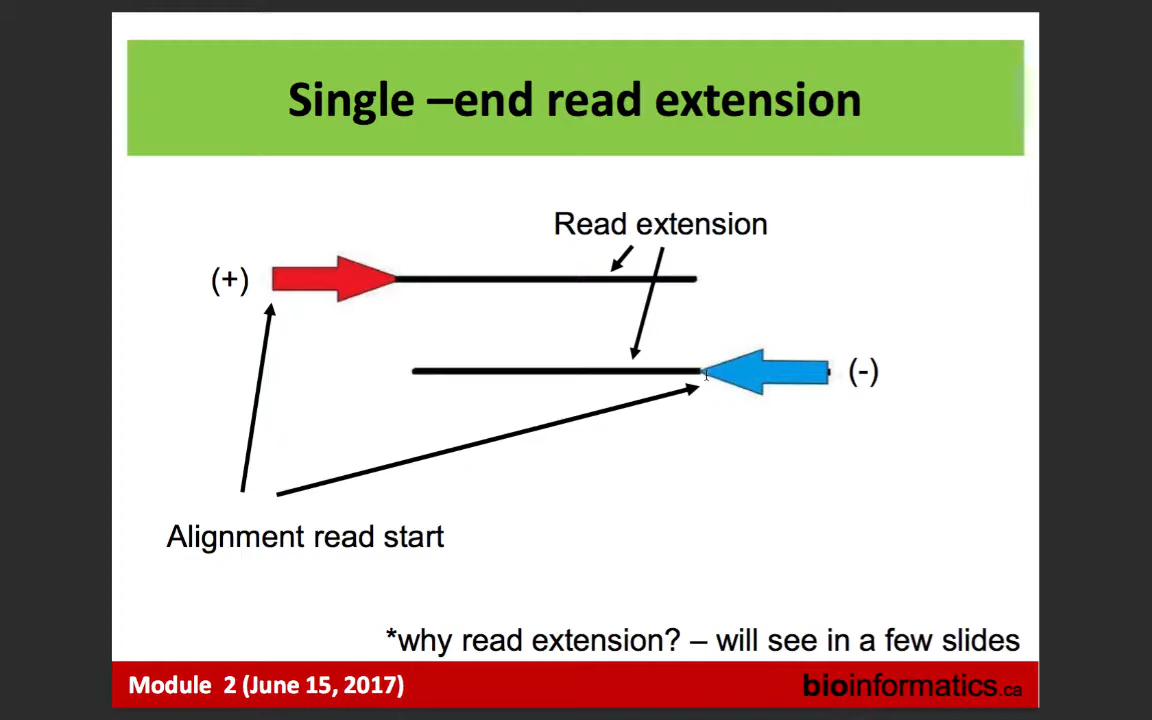 Single –end read extension
Read extension
(+)
(-)
Alignment read start
*why read extension? – will see in a few slides
Module 2 (June 15, 2017)
bioinformatics.ca